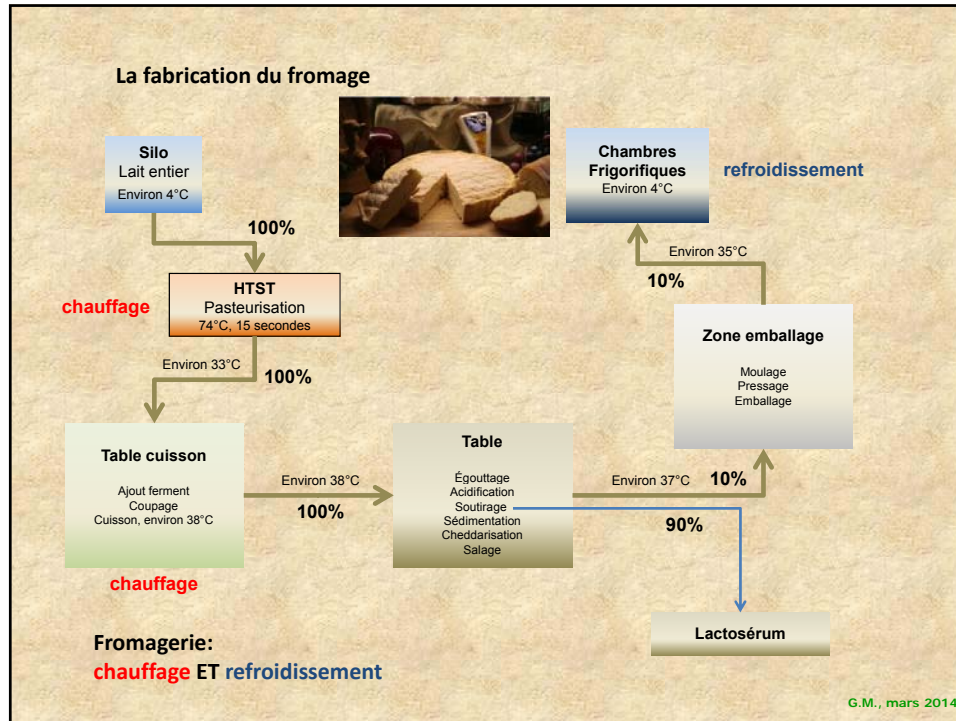 La fabrication du fromage
Silo
Lait entier
Environ 4°C
100%
chauffage
HTST
Pasteurisation
74°C, 15 secondes
Environ 33°C
100%
Table cuisson
Ajout ferment
Coupage
Cuisson, environ 38°C
chauffage
Environ 38°C
100%
Table
Égouttage
Acidification
Soutirage
Sédimentation
Cheddarisation
Salage
Environ 37°C
10%
90%
Lactosérum
Zone emballage
Moulage
Pressage
Emballage
Environ 35°C
10%
Chambres
Frigorifiques
Environ 4°C
refroidissement
Fromagerie:
chauffage ET refroidissement
G.M., mars 2014